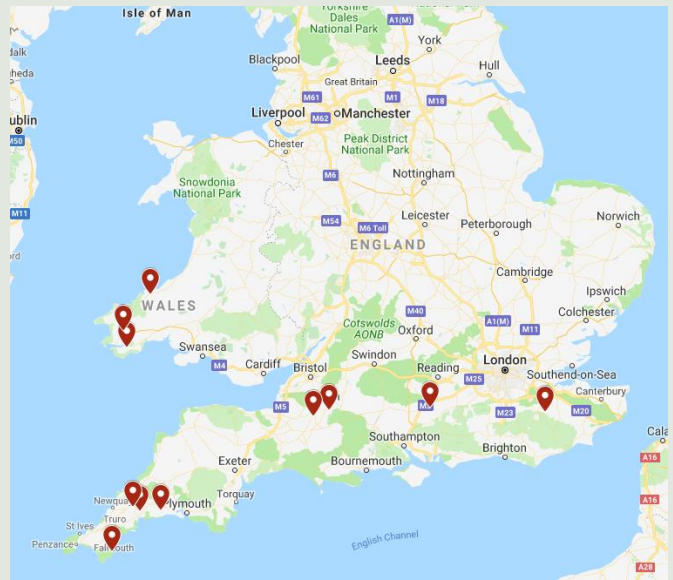 Isle of Man
Yorkshire
Dales
National Park
A1(M)
York
Blackpool
Leeds
Hull
Great Britain
M61
M1
M18
Liverpool
Manchester
M62
Chester
Peak District
National Park
M50
M11
Snowdonia
National Park
M6
Nottingham
M54
M6 Toll
Leicester
Peterborough
Norwich
ENGLAND
Cambridge
WALES
Ipswich
Colchester
Cotswolds
AONB
M40
Oxford
A1(M)
M11
Swansea
M4
Cardiff
Bristol
Swindon
Reading
London
M25
Southend-on-Sea
Canterbury
M5
M23
M20
Southampton
Brighton
Bournemouth
Exeter
Torquay
Plymouth
Newquay
Truro
St Ives
Penzance
Falmouth
English Channel
A16
A16
A28